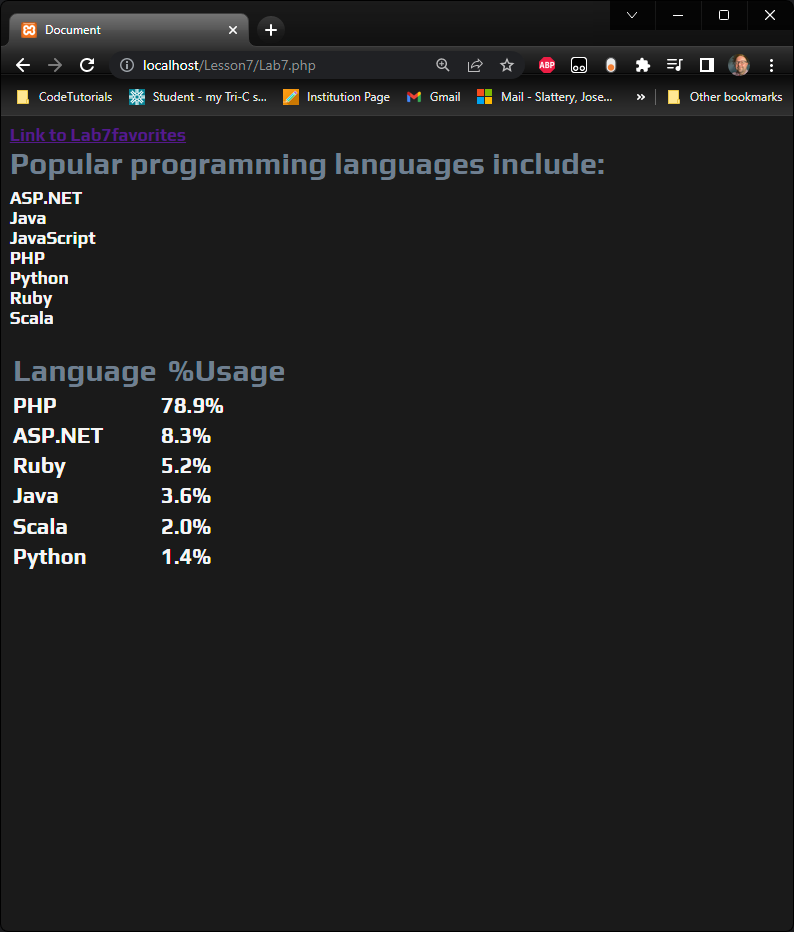 Document
localhost/Lesson7/Lab7.php
ABP
CodeTutorials Student - my Tri-C s... Institution Page Gmail Mail - Slattery, Jose... » Other bookmarks
Link to Lab7favorites
Popular programming languages include:
ASP.NET
Java
JavaScript
PHP
Python
Ruby
Scala
Language %Usage
PHP 78.9%
ASP.NET 8.3%
Ruby 5.2%
Java 3.6%
Scala 2.0%
Python 1.4%